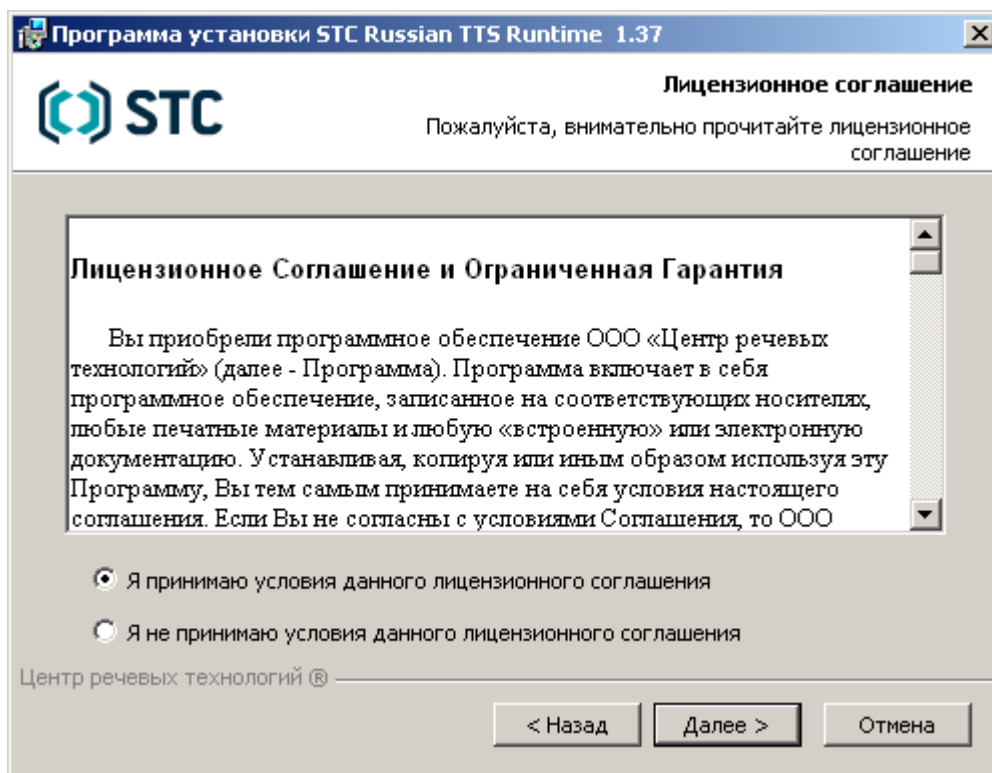 Программа установки STC Russian TTS Runtime 1.37
STC
Лицензионное соглашение
Пожалуйста, внимательно прочитайте лицензионное
соглашение
Лицензионное Соглашение и Ограниченная Гарантия
Вы приобрели программное обеспечение ООО «Центр речевых
технологий» (далее - Программа). Программа включает в себя
программное обеспечение, записанное на соответствующих носителях,
любые печатные материалы и любую «встроенную» или электронную
документацию. Устанавливая, копируя или иным образом используя эту
Программу, Вы тем самым принимаете на себя условия настоящего
соглашения. Если Вы не согласны с условиями Соглашения, то ООО
Я принимаю условия данного лицензионного соглашения
Я не принимаю условия данного лицензионного соглашения
Центр речевых технологий ®
< Назад
Далее >
Отмена